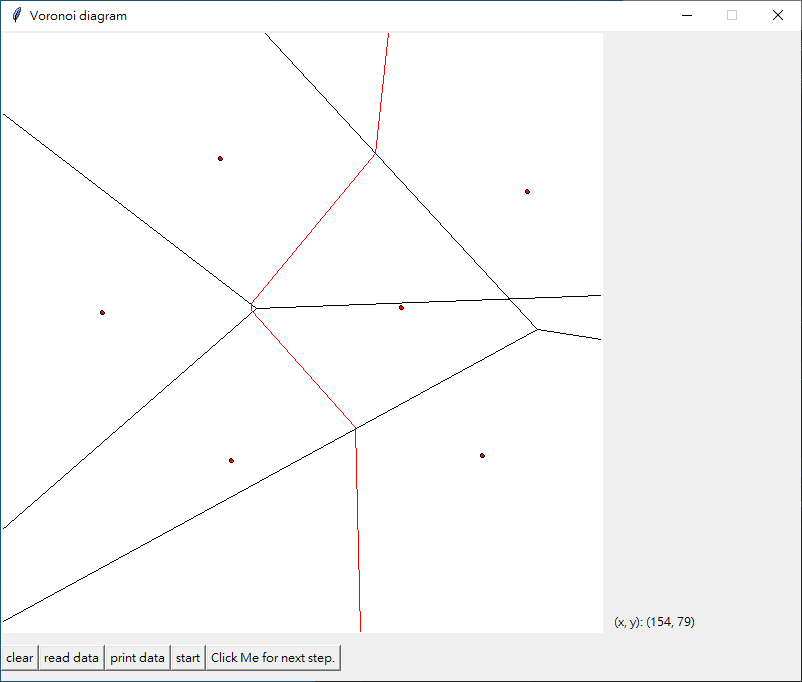 Voronoi diagram
(x, y): (154, 79)
clear read data print data start Click Me for next step.